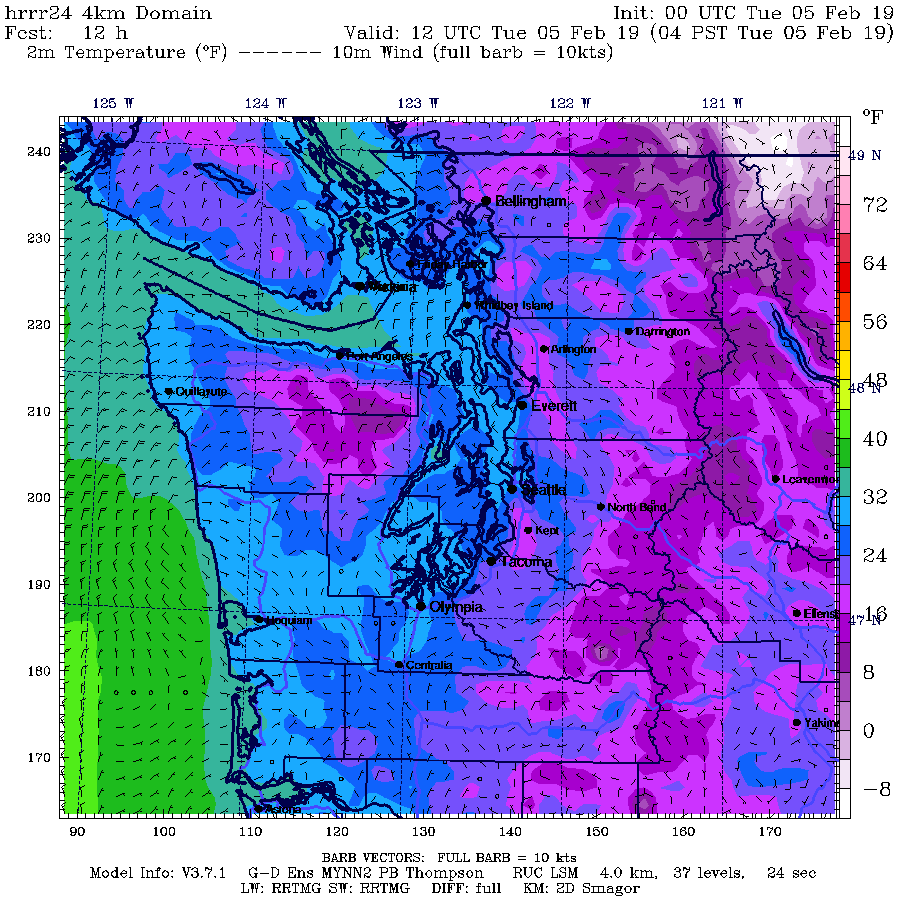 hrrr24 4km Domain Init: 00 UTC Tue 05 Feb 19
Fcst: 12 h Valid: 12 UTC Tue 05 Feb 19 (04 PST Tue 05 Feb 19)
2m Temperature (°F) ------ 10m Wind (full barb = 10kts)
125 W 124 W 123 W 122 W 121 W
°F
240
49 N
Bellingham
72
230
64
Victoria
Whidbey Island
220
56
Darrington
Arlington
Port Angeles
48
48 N
Quillayute
210
Everett
40
Leavenwor
200
Seattle
32
North Bend
Kent
24
Tacoma
190
Olympia
Ellens
16
47 N
Hoquiam
180
Centralia
8
Yakima
0
170
-8
Astoria
90 100 110 120 130 140 150 160 170
BARB VECTORS: FULL BARB = 10 kts
Model Info: V3.7.1 G-D Ens MYNN2 PB Thompson RUC LSM 4.0 km, 37 levels, 24 sec
LW: RRTMG SW: RRTMG DIFF: full KM: 2D Smagor